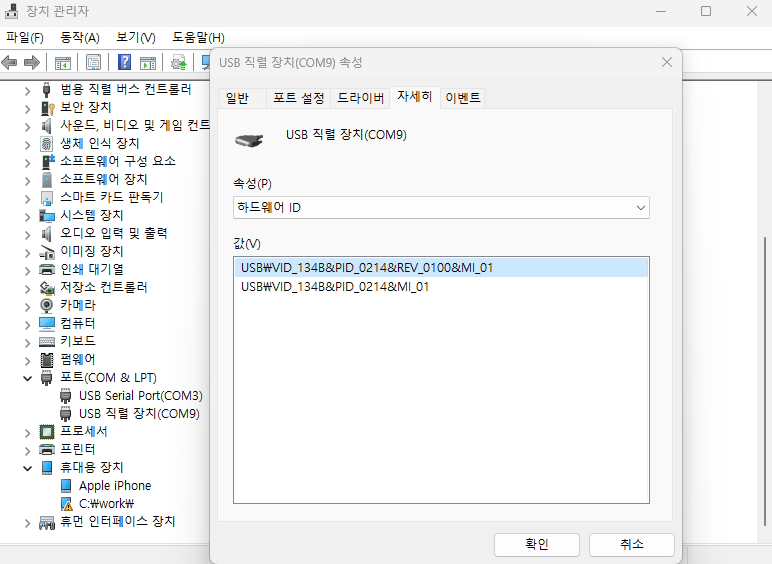 장치 관리자
파일(F) 동작(A) 보기(V) 도움말(H)
범용 직렬 버스 컨트롤러
보안 장치
사운드, 비디오 및 게임 컨트
생체 인식 장치
소프트웨어 구성 요소
소프트웨어 장치
스마트 카드 판독기
시스템 장치
오디오 입력 및 출력
이미징 장치
인쇄 대기열
저장소 컨트롤러
카메라
컴퓨터
키보드
펌웨어
포트(COM & LPT)
USB Serial Port(COM3)
USB 직렬 장치(COM9)
프로세서
프린터
휴대용 장치
Apple iPhone
C:₩work₩
휴먼 인터페이스 장치
USB 직렬 장치(COM9) 속성
일반 포트 설정 드라이버 자세히 이벤트
USB 직렬 장치(COM9)
속성(P)
하드웨어 ID
값(V)
USB₩VID_134B&PID_0214&REV_0100&MI_01
USB₩VID_134B&PID_0214&MI_01
확인 취소